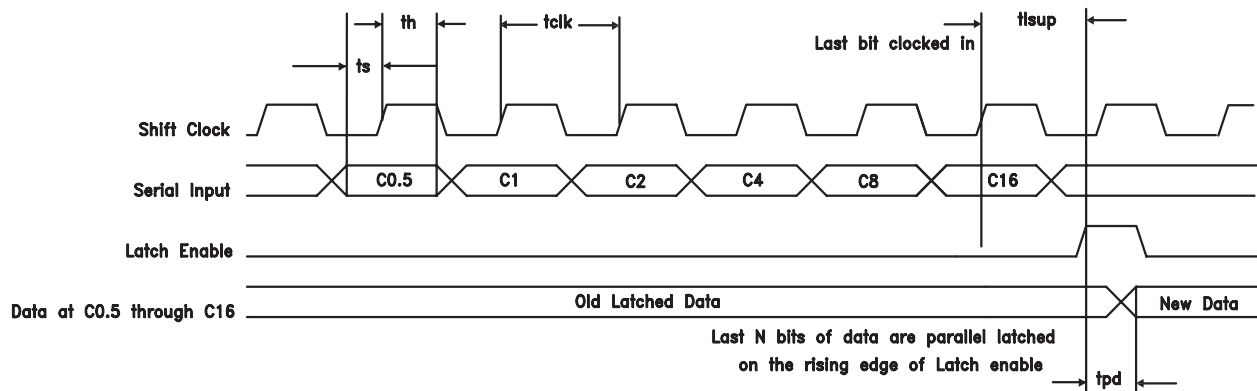 th
tclk
tlsup
Last bit clocked in
ts
Shift Clock
Serial Input
C0.5
C1
C2
C4
C8
C16
Latch Enable
Data at C0.5 through C16
Old Latched Data
New Data
Last N bits of data are parallel latched
on the rising edge of Latch enable
tpd